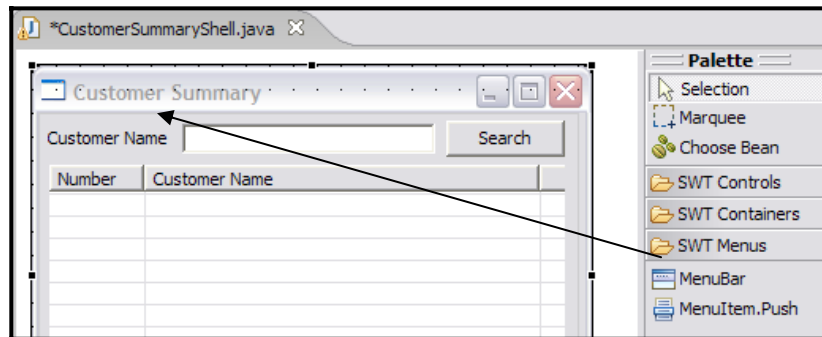 *CustomerSummaryShell.java
Palette
Customer Summary
Selection
Marquee
Choose Bean
Customer Name Search
SWT Controls
Number Customer Name
SWT Containers
SWT Menus
MenuBar
MenuItem.Push